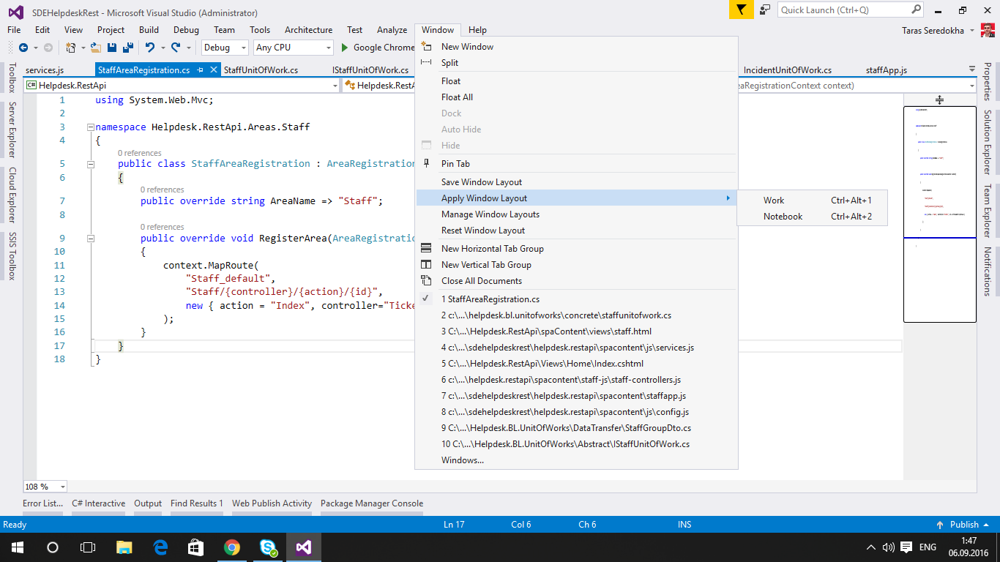 SDEHelpdeskRest - Microsoft Visual Studio (Administrator)
Quick Launch (Ctrl+Q)
File Edit View Project Build Debug Team Tools Architecture Test Analyze Window Help
Taras Seredokha
Debug Any CPU Google Chrome
services.js StaffAreaRegistration.cs StaffUnitOfWork.cs IStaffUnitOfWork.cs IncidentUnitOfWork.cs staffApp.js
C# Helpdesk.RestApi Helpdesk.RestA eaRegistrationContext context)
Toolbox
Server Explorer
Cloud Explorer
SSIS Toolbox
1 using System.Web.Mvc;
2
3 namespace Helpdesk.RestApi.Areas.Staff
4 {
0 references
5 public class StaffAreaRegistration : AreaRegistration
6 {
0 references
7 public override string AreaName => "Staff";
8
0 references
9 public override void RegisterArea(AreaRegistratio
10 {
11 context.MapRoute(
12 "Staff_default",
13 "Staff/{controller}/{action}/{id}",
14 new { action = "Index", controller="Ticke
15 );
16 }
17 }
18 }
New Window
Split
Float
Float All
Dock
Auto Hide
Hide
Pin Tab
Save Window Layout
Apply Window Layout
Manage Window Layouts
Reset Window Layout
New Horizontal Tab Group
New Vertical Tab Group
Close All Documents
1 StaffAreaRegistration.cs
2 c:\...\helpdesk.bl.unitofworks\concrete\staffunitofwork.cs
3 C:\...\Helpdesk.RestApi\spaContent\views\staff.html
4 c:\...\sdehelpdeskrest\helpdesk.restapi\spacontent\js\services.js
5 C:\...\Helpdesk.RestApi\Views\Home\Index.cshtml
6 c:\...\helpdesk.restapi\spacontent\staff-js\staff-controllers.js
7 c:\...\sdehelpdeskrest\helpdesk.restapi\spacontent\staffapp.js
8 c:\...\sdehelpdeskrest\helpdesk.restapi\spacontent\js\config.js
9 C:\...\Helpdesk.BL.UnitOfWorks\DataTransfer\StaffGroupDto.cs
10 C:\...\Helpdesk.BL.UnitOfWorks\Abstract\IStaffUnitOfWork.cs
Windows...
Work Ctrl+Alt+1
Notebook Ctrl+Alt+2
Properties
Solution Explorer
Team Explorer
Notifications
108 %
Error List... C# Interactive Output Find Results 1 Web Publish Activity Package Manager Console
Ready Ln 17 Col 6 Ch 6 INS Publish
ENG
1:47
06.09.2016